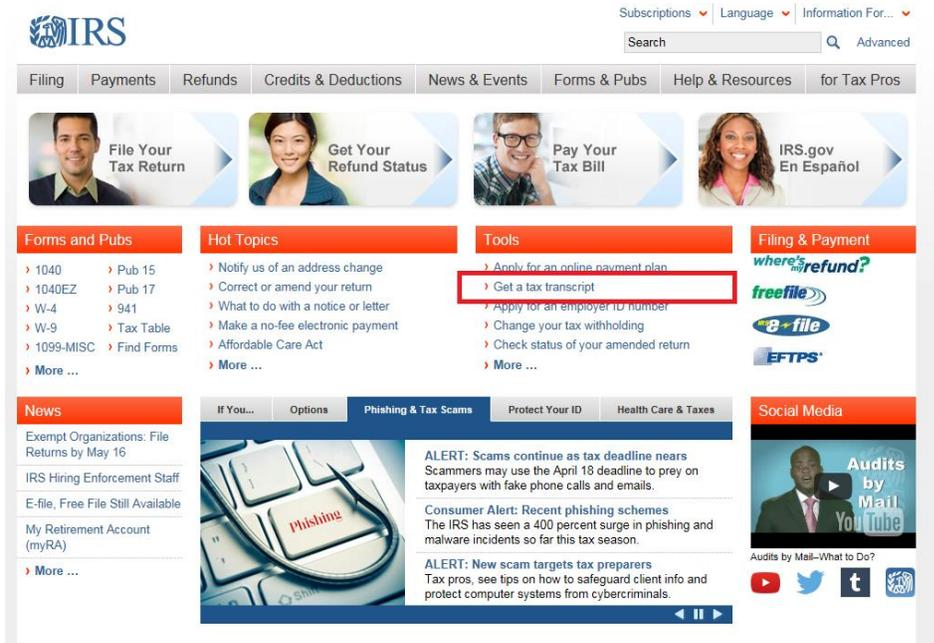 IRS
Subscriptions
Language
Information For...
Search
Advanced
Filing
Payments
Refunds
Credits & Deductions
News & Events
Forms & Pubs
Help & Resources
for Tax Pros
File Your
Tax Return
Get Your
Refund Status
Pay Your
Tax Bill
IRS.gov
En Español
Forms and Pubs
1040
1040EZ
W-4
W-9
1099-MISC
Pub 15
Pub 17
941
Tax Table
Find Forms
More ...
Hot Topics
Notify us of an address change
Correct or amend your return
What to do with a notice or letter
Make a no-fee electronic payment
Affordable Care Act
More ...
Tools
Apply for an online payment plan
Get a tax transcript
Apply for an employer ID number
Change your tax withholding
Check status of your amended return
More ...
Filing & Payment
where's my refund?
freefile
IRS e-file
EFTPS
News
Exempt Organizations: File
Returns by May 16
IRS Hiring Enforcement Staff
E-file, Free File Still Available
My Retirement Account
(myRA)
More ...
If You...
Options
Phishing & Tax Scams
Protect Your ID
Health Care & Taxes
Phishing
Shift
ALERT: Scams continue as tax deadline nears
Scammers may use the April 18 deadline to prey on
taxpayers with fake phone calls and emails.
Consumer Alert: Recent phishing schemes
The IRS has seen a 400 percent surge in phishing and
malware incidents so far this tax season.
ALERT: New scam targets tax preparers
Tax pros, see tips on how to safeguard client info and
protect computer systems from cybercriminals.
Social Media
Audits
by
Mail
YouTube
Audits by Mail–What to Do?
t